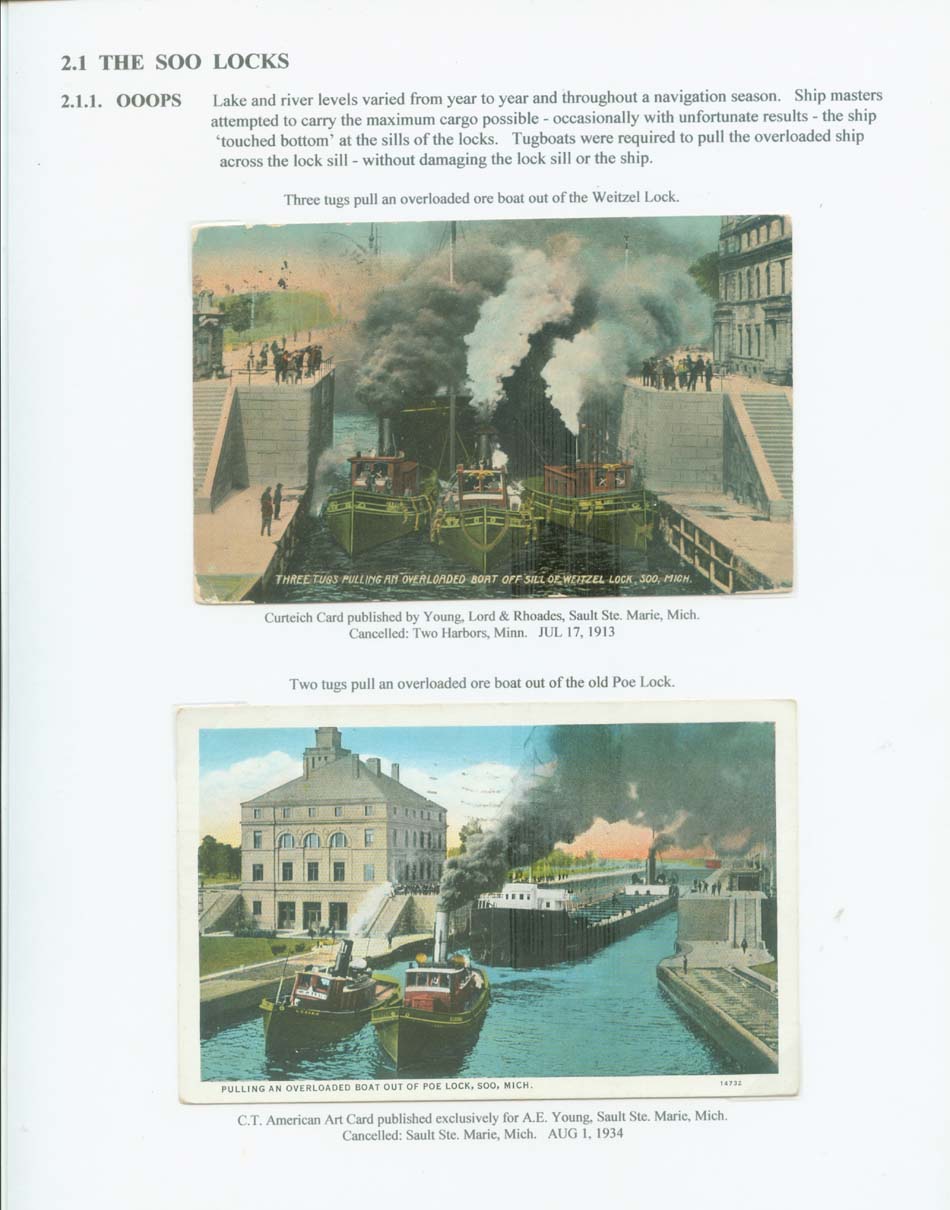 2.1 THE SOO LOCKS
2.1.1. OOOPS Lake and river levels varied from year to year and throughout a navigation season. Ship masters
attempted to carry the maximum cargo possible - occasionally with unfortunate results - the ship
‘touched bottom’ at the sills of the locks. Tugboats were required to pull the overloaded ship
across the lock sill - without damaging the lock sill or the ship.
Three tugs pull an overloaded ore boat out of the Weitzel Lock.
THREE TUGS PULLING AN OVERLOADED BOAT OFF SILL OF WEITZEL LOCK, SOO, MICH.
Curteich Card published by Young, Lord & Rhoades, Sault Ste. Marie, Mich.
Cancelled: Two Harbors, Minn. JUL 17, 1913
Two tugs pull an overloaded ore boat out of the old Poe Lock.
PULLING AN OVERLOADED BOAT OUT OF POE LOCK, SOO, MICH.
14732
C.T. American Art Card published exclusively for A.E. Young, Sault Ste. Marie, Mich.
Cancelled: Sault Ste. Marie, Mich. AUG 1, 1934